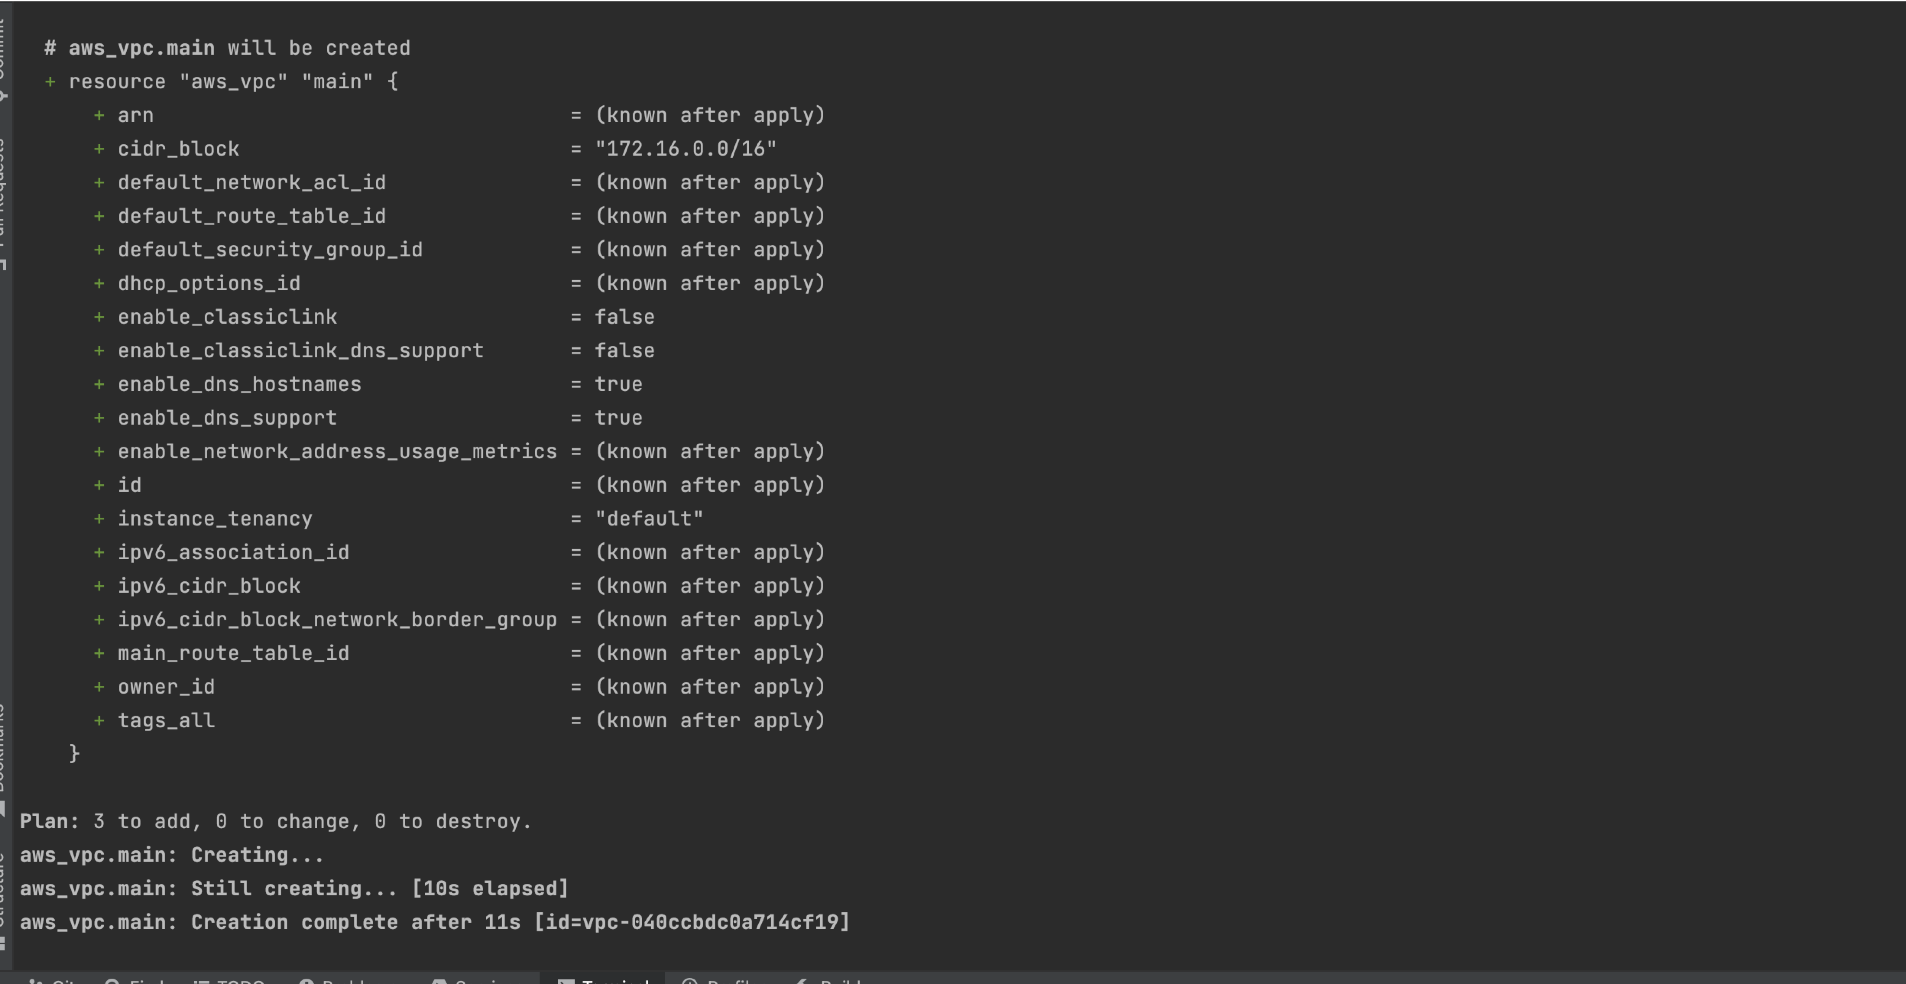 # aws_vpc.main will be created
+ resource "aws_vpc" "main" {
+ arn = (known after apply)
+ cidr_block = "172.16.0.0/16"
+ default_network_acl_id = (known after apply)
+ default_route_table_id = (known after apply)
+ default_security_group_id = (known after apply)
+ dhcp_options_id = (known after apply)
+ enable_classiclink = false
+ enable_classiclink_dns_support = false
+ enable_dns_hostnames = true
+ enable_dns_support = true
+ enable_network_address_usage_metrics = (known after apply)
+ id = (known after apply)
+ instance_tenancy = "default"
+ ipv6_association_id = (known after apply)
+ ipv6_cidr_block = (known after apply)
+ ipv6_cidr_block_network_border_group = (known after apply)
+ main_route_table_id = (known after apply)
+ owner_id = (known after apply)
+ tags_all = (known after apply)
}
Plan: 3 to add, 0 to change, 0 to destroy.
aws_vpc.main: Creating...
aws_vpc.main: Still creating... [10s elapsed]
aws_vpc.main: Creation complete after 11s [id=vpc-040ccbdc0a714cf19]